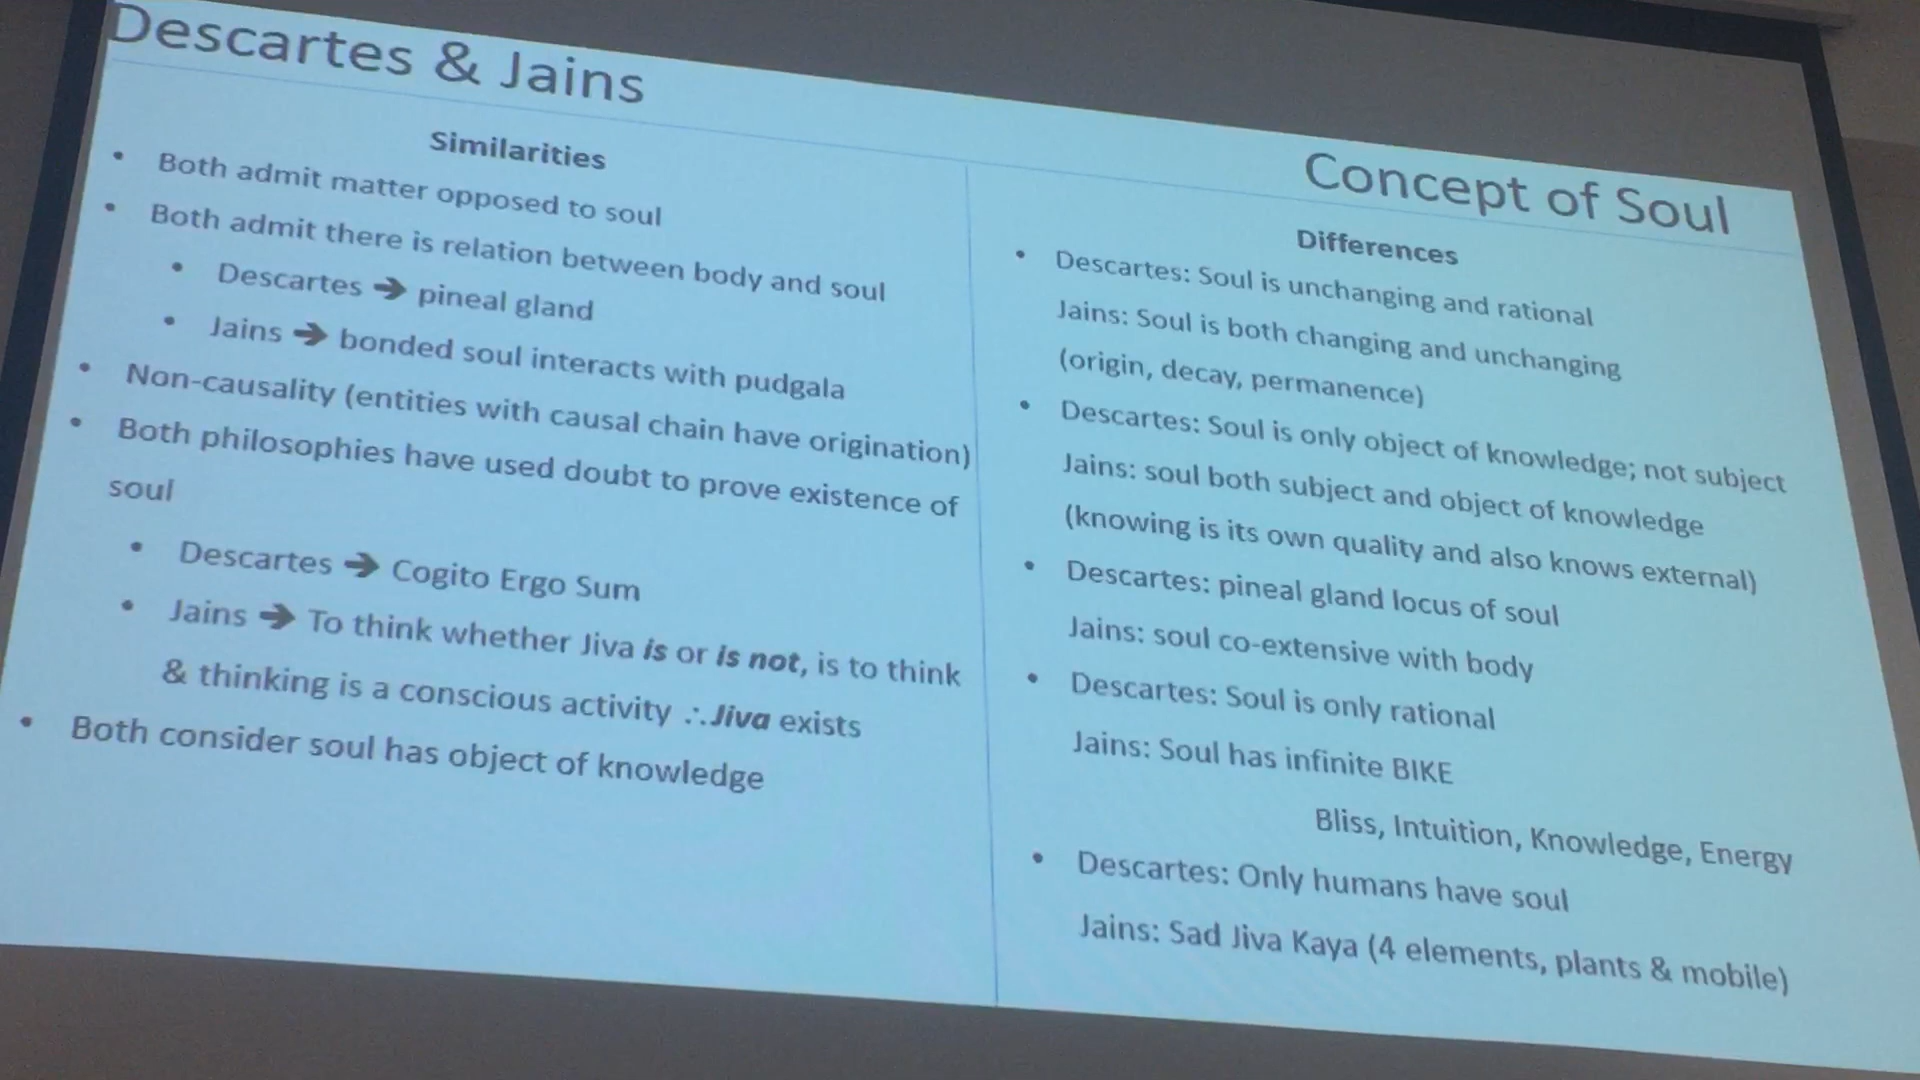 Descartes & Jains
Concept of Soul
Similarities
• Both admit matter opposed to soul
• Both admit there is relation between body and soul
• Descartes ➔ pineal gland
• Jains ➔ bonded soul interacts with pudgala
• Non-causality (entities with causal chain have origination)
• Both philosophies have used doubt to prove existence of
soul
• Descartes ➔ Cogito Ergo Sum
• Jains ➔ To think whether Jiva is or is not, is to think
& thinking is a conscious activity ∴ Jiva exists
• Both consider soul has object of knowledge
Differences
• Descartes: Soul is unchanging and rational
Jains: Soul is both changing and unchanging
(origin, decay, permanence)
• Descartes: Soul is only object of knowledge; not subject
Jains: soul both subject and object of knowledge
(knowing is its own quality and also knows external)
• Descartes: pineal gland locus of soul
Jains: soul co-extensive with body
• Descartes: Soul is only rational
Jains: Soul has infinite BIKE
Bliss, Intuition, Knowledge, Energy
• Descartes: Only humans have soul
Jains: Sad Jiva Kaya (4 elements, plants & mobile)